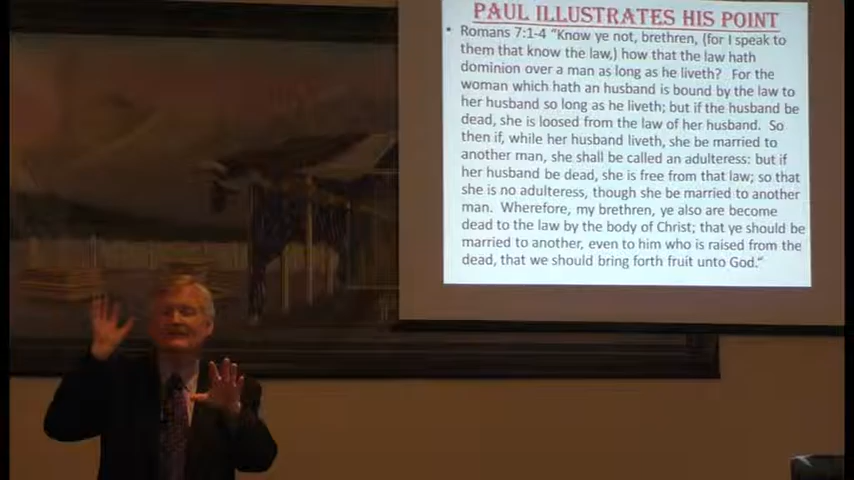 PAUL ILLUSTRATES HIS POINT
• Romans 7:1-4 “Know ye not, brethren, (for I speak to
them that know the law,) how that the law hath
dominion over a man as long as he liveth? For the
woman which hath an husband is bound by the law to
her husband so long as he liveth; but if the husband be
dead, she is loosed from the law of her husband. So
then if, while her husband liveth, she be married to
another man, she shall be called an adulteress: but if
her husband be dead, she is free from that law; so that
she is no adulteress, though she be married to another
man. Wherefore, my brethren, ye also are become
dead to the law by the body of Christ; that ye should be
married to another, even to him who is raised from the
dead, that we should bring forth fruit unto God.“